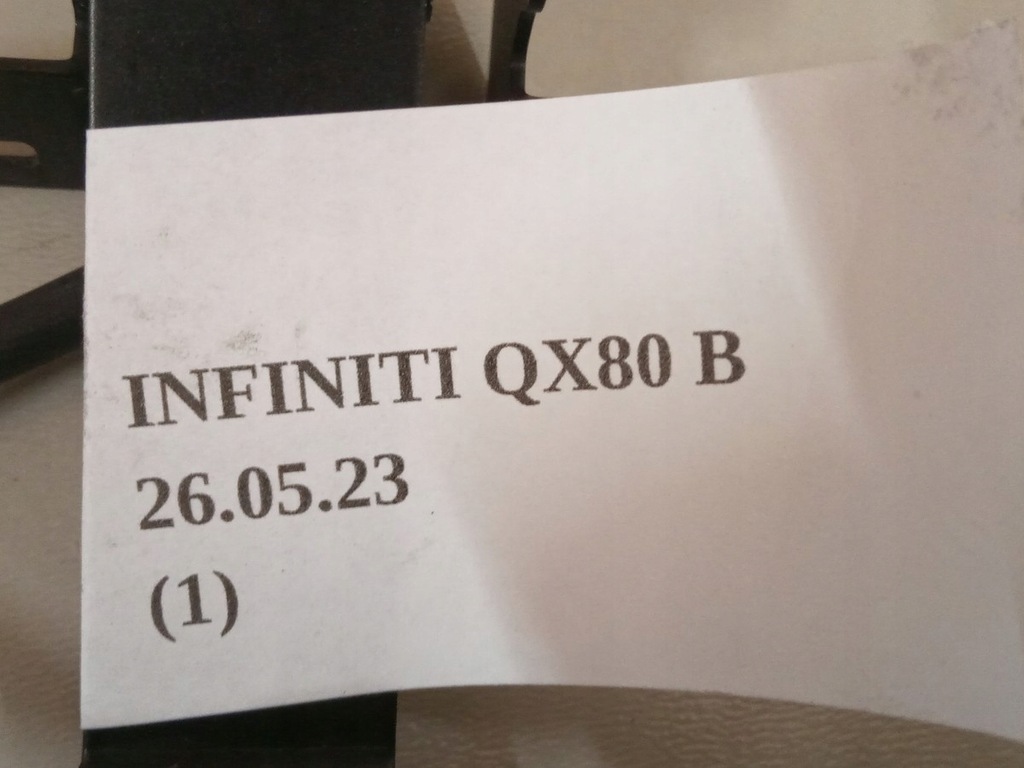 INFINITI QX80 B
26.05.23
(1)